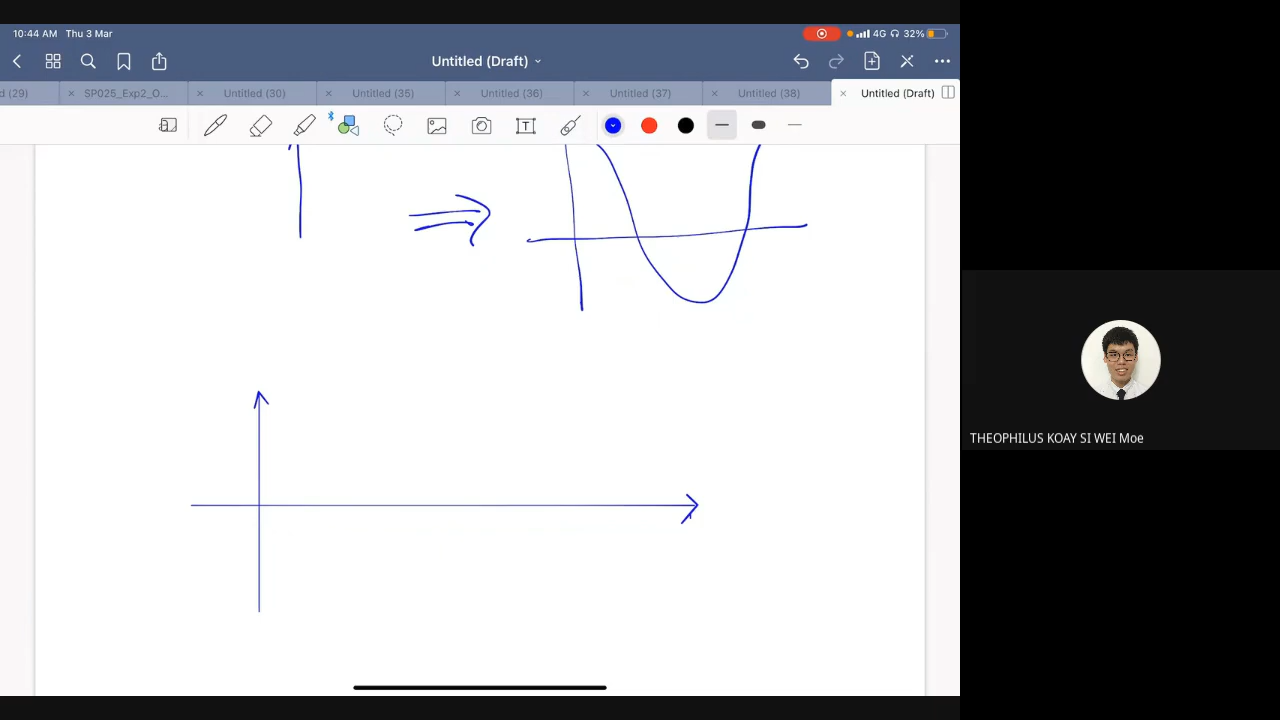 10:44 AM Thu 3 Mar
4G 32%
Untitled (Draft)
d (29)
SP025_Exp2_O...
Untitled (30)
Untitled (35)
Untitled (36)
Untitled (37)
Untitled (38)
Untitled (Draft)
T
THEOPHILUS KOAY SI WEI Moe